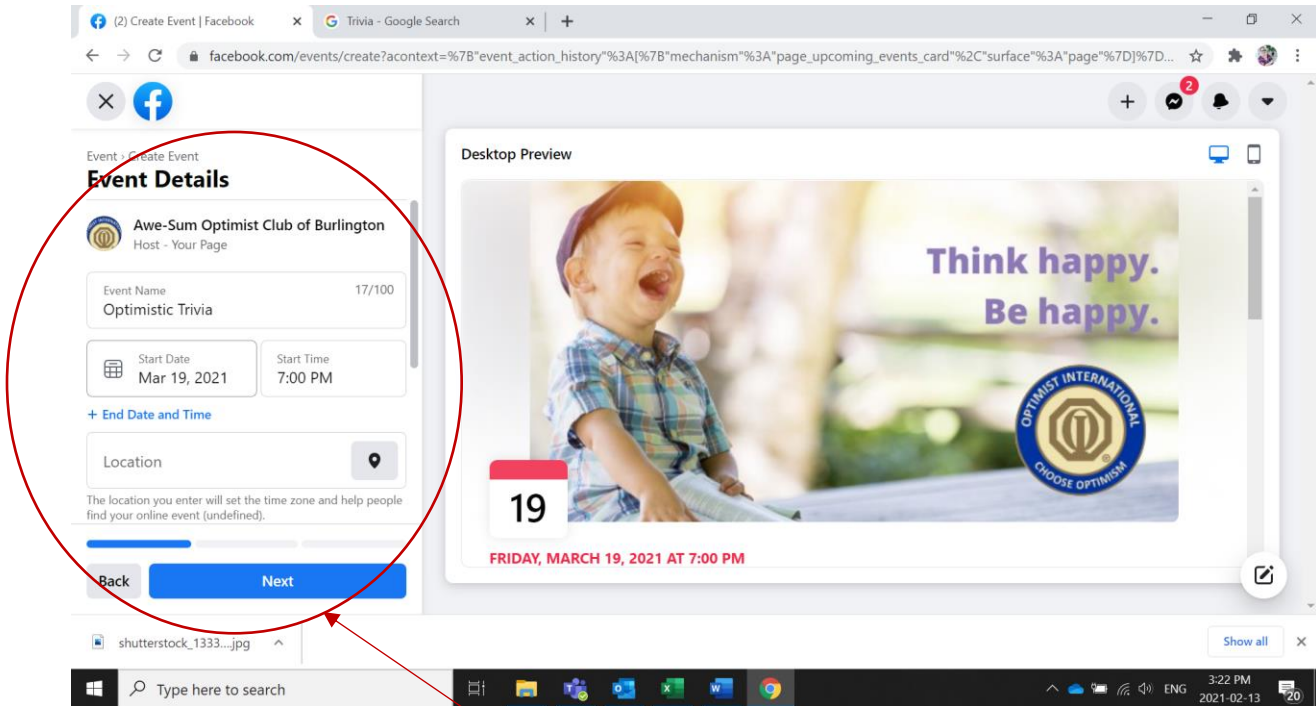 (2) Create Event | Facebook
Trivia - Google Search
facebook.com/events/create?acontext=%7B"event_action_history"%3A[%7B"mechanism"%3A"page_upcoming_events_card"%2C"surface"%3A"page"%7D]%7D...
2
Event › Create Event
Event Details
Awe-Sum Optimist Club of Burlington
Host - Your Page
Event Name 17/100
Optimistic Trivia
Start Date
Mar 19, 2021
Start Time
7:00 PM
+ End Date and Time
Location
The location you enter will set the time zone and help people
find your online event (undefined).
Back
Next
Desktop Preview
Think happy.
Be happy.
OPTIMIST INTERNATIONAL
CHOOSE OPTIMISM
19
FRIDAY, MARCH 19, 2021 AT 7:00 PM
shutterstock_1333....jpg
Show all
Type here to search
ENG
3:22 PM
2021-02-13
20